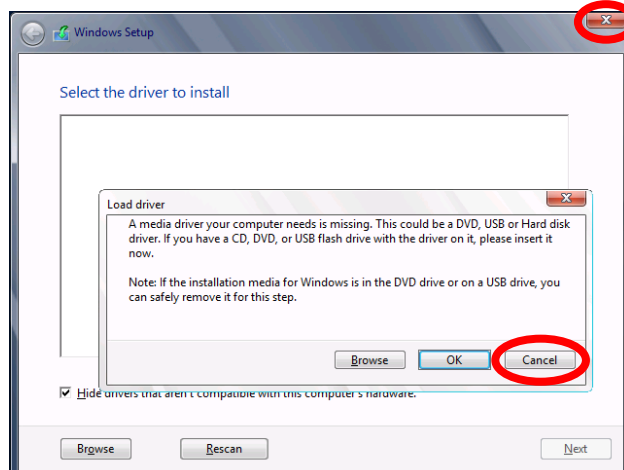 Windows Setup
Select the driver to install
Load driver
A media driver your computer needs is missing. This could be a DVD, USB or Hard disk
driver. If you have a CD, DVD, or USB flash drive with the driver on it, please insert it
now.
Note: If the installation media for Windows is in the DVD drive or on a USB drive, you
can safely remove it for this step.
Browse OK Cancel
Hide drivers that aren't compatible with this computer's hardware.
Browse Rescan Next